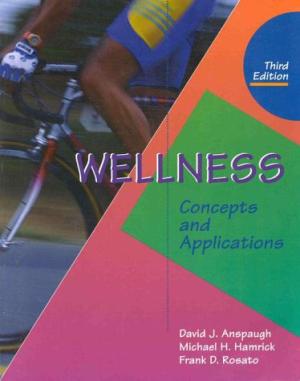 Third
Edition
WELLNESS
Concepts
and
Applications
David J. Anspaugh
Michael H. Hamrick
Frank D. Rosato